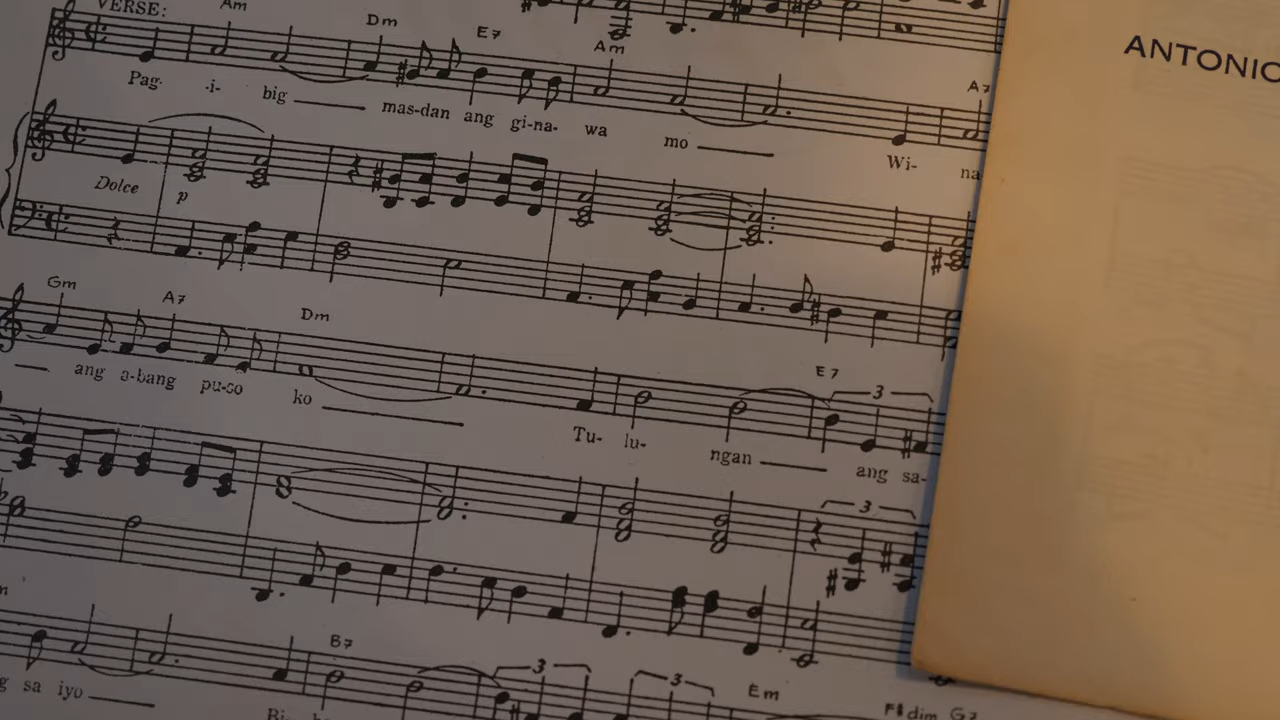 VERSE:
Am Dm E7 Am A7
ANTONIO
Pag- -i- big mas-dan ang gi-na- wa mo Wi- na
Dolce p
Gm A7 Dm E7 3
ang a-bang pu-so ko Tu- lu- ngan ang sa-
3
B7 3 3 Em F#dim G7
sa iyo